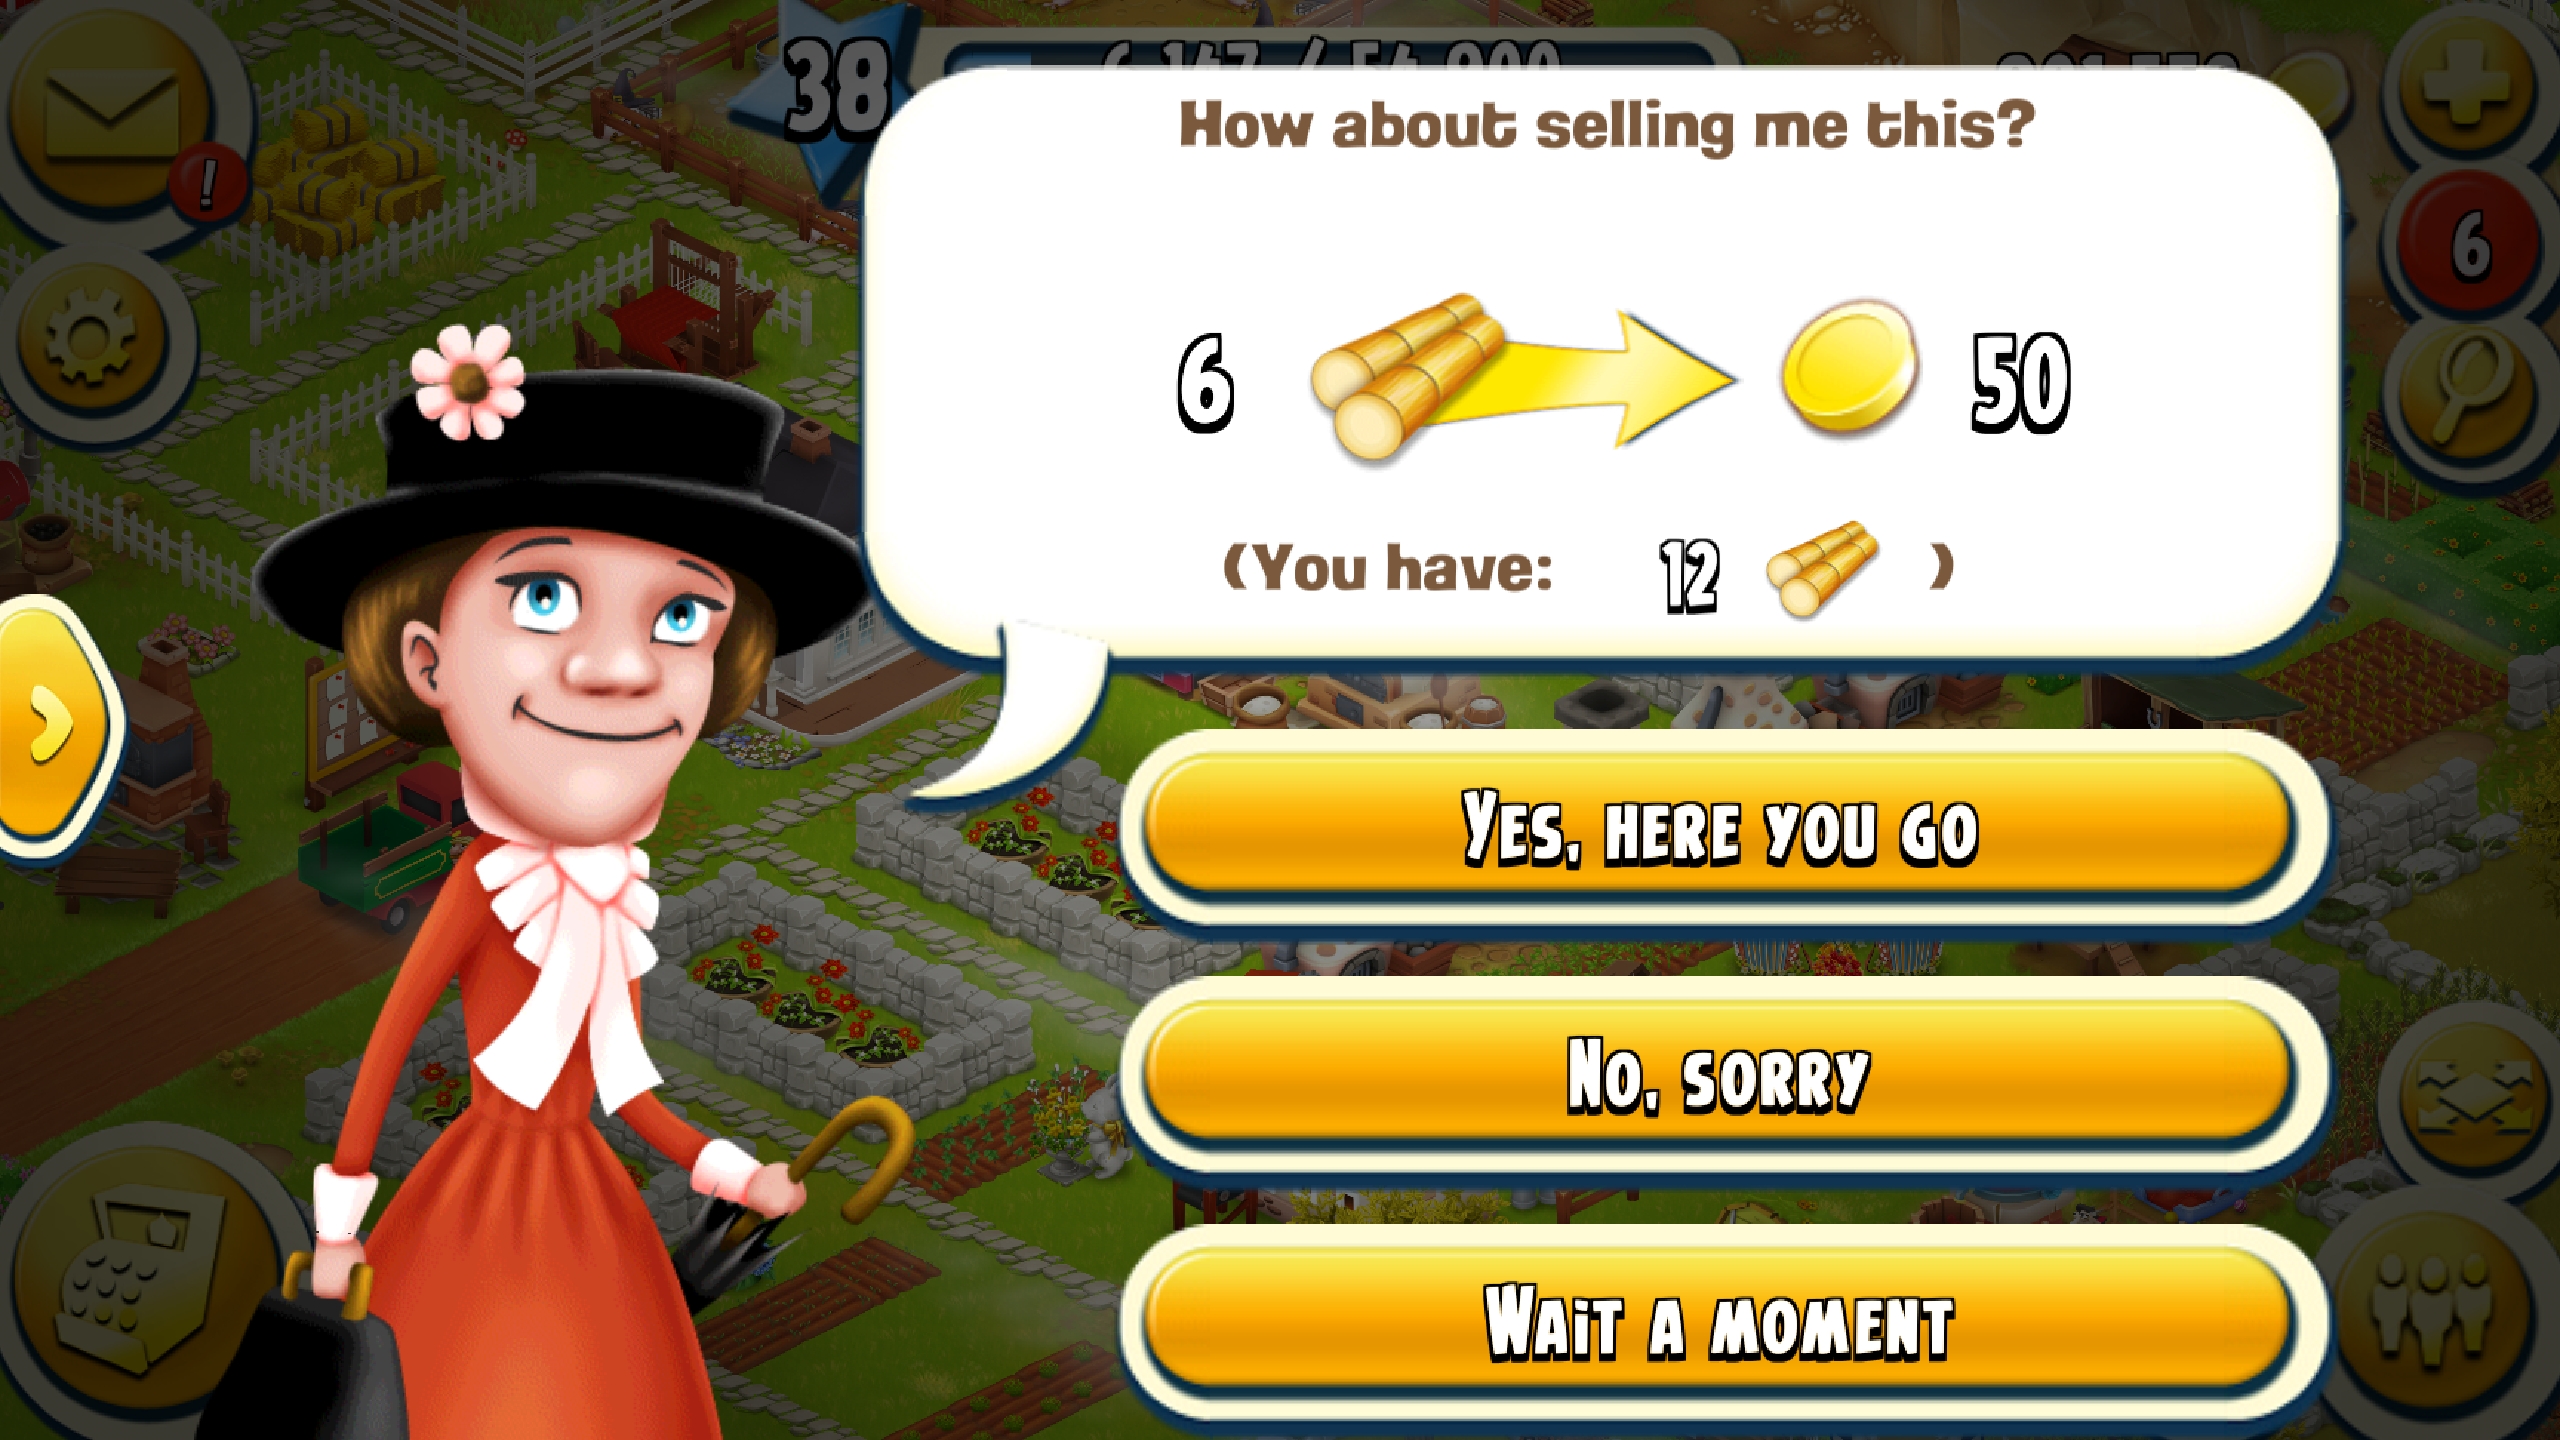 38
How about selling me this?
6 50
(You have: 12 )
6
!
Yes, here you go
No, sorry
Wait a moment